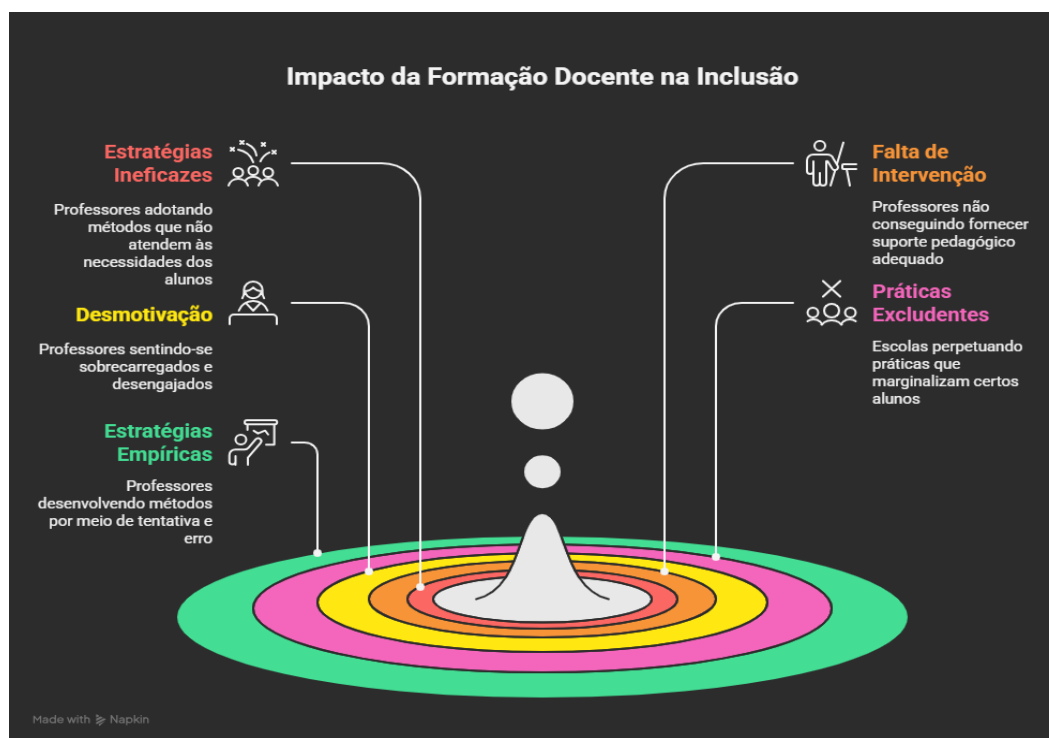 Impacto da Formação Docente na Inclusão
Estratégias
Ineficazes
Professores adotando
métodos que não
atendem às
necessidades dos
alunos
Desmotivação
Professores sentindo-se
sobrecarregados e
desengajados
Estratégias
Empíricas
Professores
desenvolvendo métodos
por meio de tentativa e
erro
Falta de
Intervenção
Professores não
conseguindo fornecer
suporte pedagógico
adequado
Práticas
Excludentes
Escolas perpetuando
práticas que
marginalizam certos
alunos
Made with Napkin